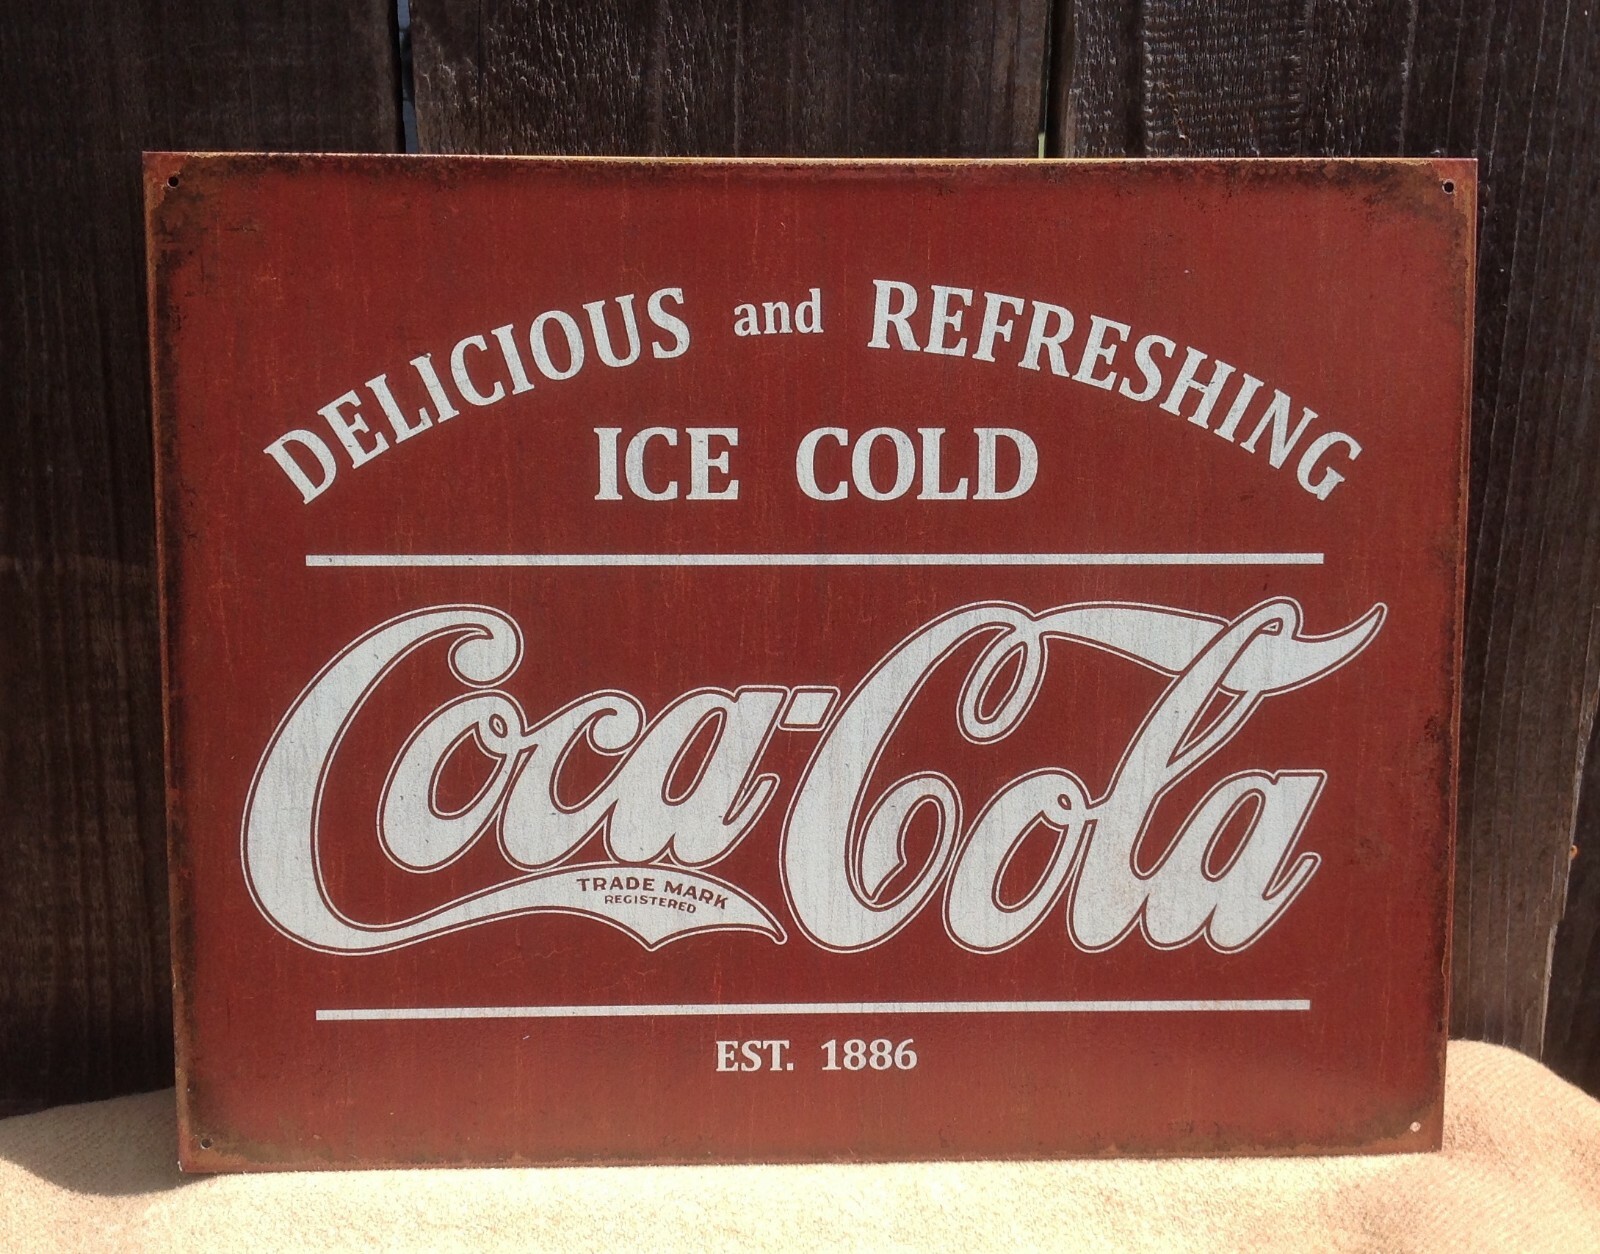 DELICIOUS and REFRESHING
ICE COLD
Coca-Cola
TRADE MARK
REGISTERED
EST. 1886